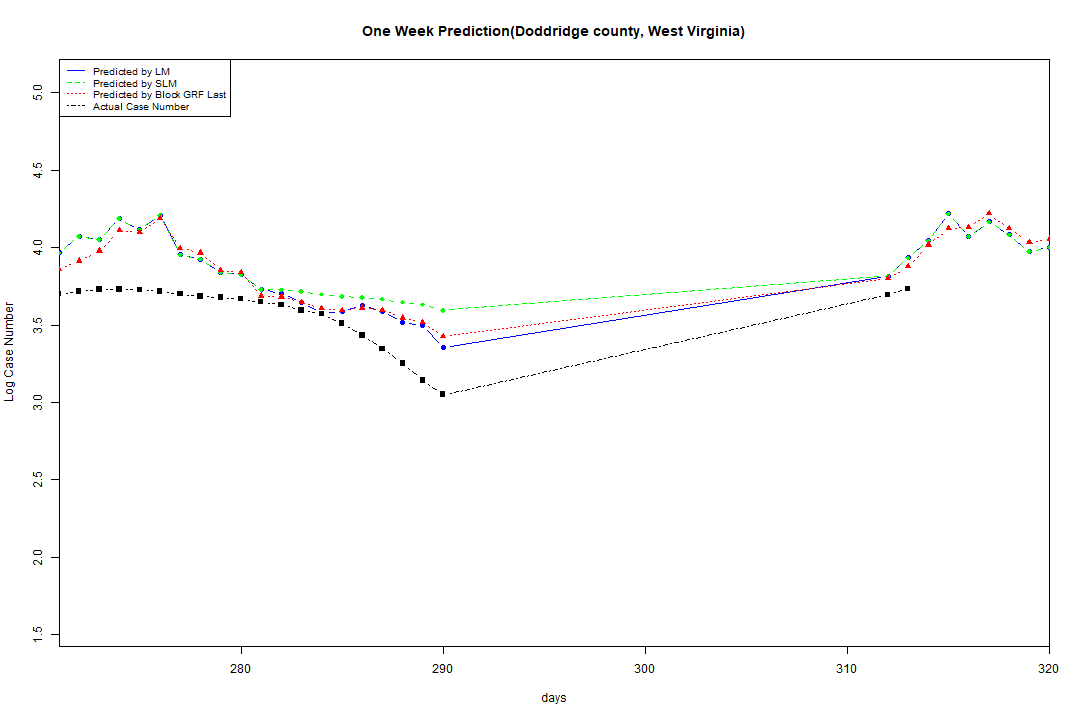 One Week Prediction(Doddridge county, West Virginia)
Predicted by LM
Predicted by SLM
Predicted by Block GRF Last
Actual Case Number
5.0
4.5
4.0
3.5
3.0
2.5
2.0
1.5
Log Case Number
280 290 300 310 320
days